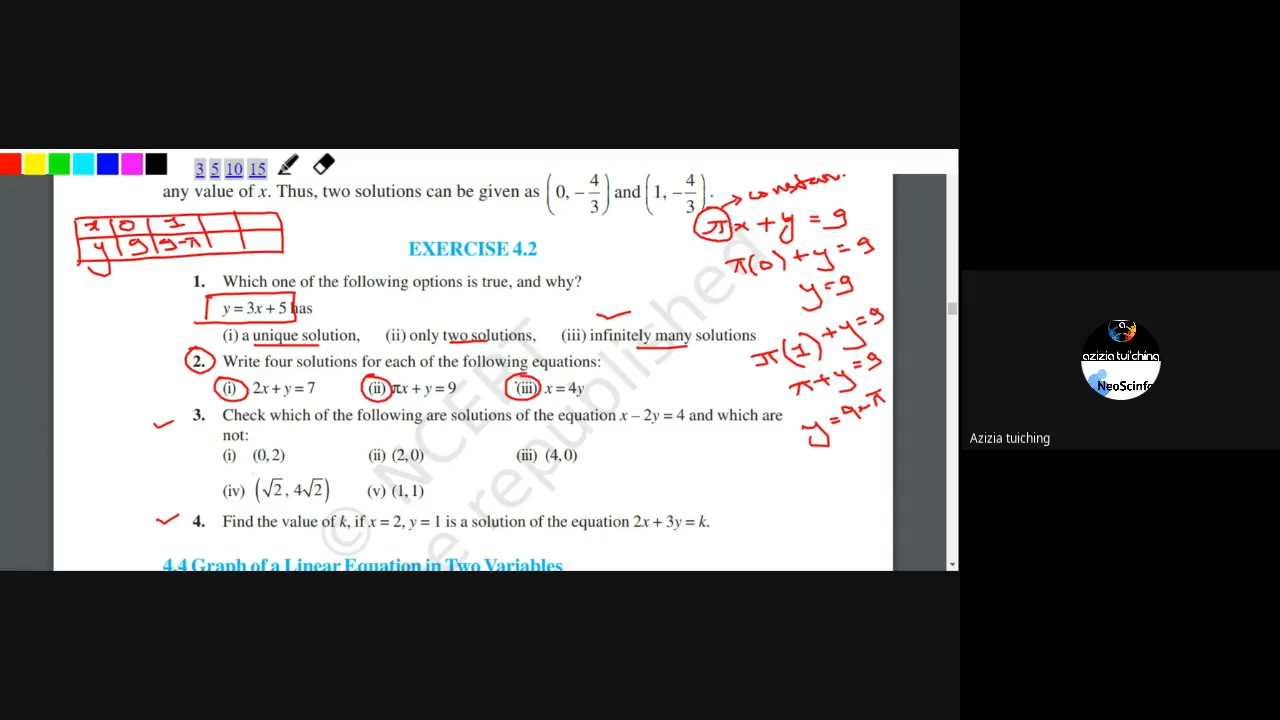 3 5 10 15
any value of x. Thus, two solutions can be given as (0, −4/3) and (1, −4/3).
→ constan
x 0 1
y 9 9-π
πx + y = 9
π(0) + y = 9
y = 9
π(1) + y = 9
π + y = 9
y = 9-π
EXERCISE 4.2
1. Which one of the following options is true, and why?
y = 3x + 5 has
(i) a unique solution, (ii) only two solutions, (iii) infinitely many solutions
2. Write four solutions for each of the following equations:
(i) 2x + y = 7 (ii) πx + y = 9 (iii) x = 4y
3. Check which of the following are solutions of the equation x – 2y = 4 and which are
not:
(i) (0, 2) (ii) (2, 0) (iii) (4, 0)
(iv) (√2, 4√2) (v) (1, 1)
4. Find the value of k, if x = 2, y = 1 is a solution of the equation 2x + 3y = k.
4.4 Graph of a Linear Equation in Two Variables
© NCERT
e republished
azizia tui'ching
NeoScinfo
Azizia tuiching